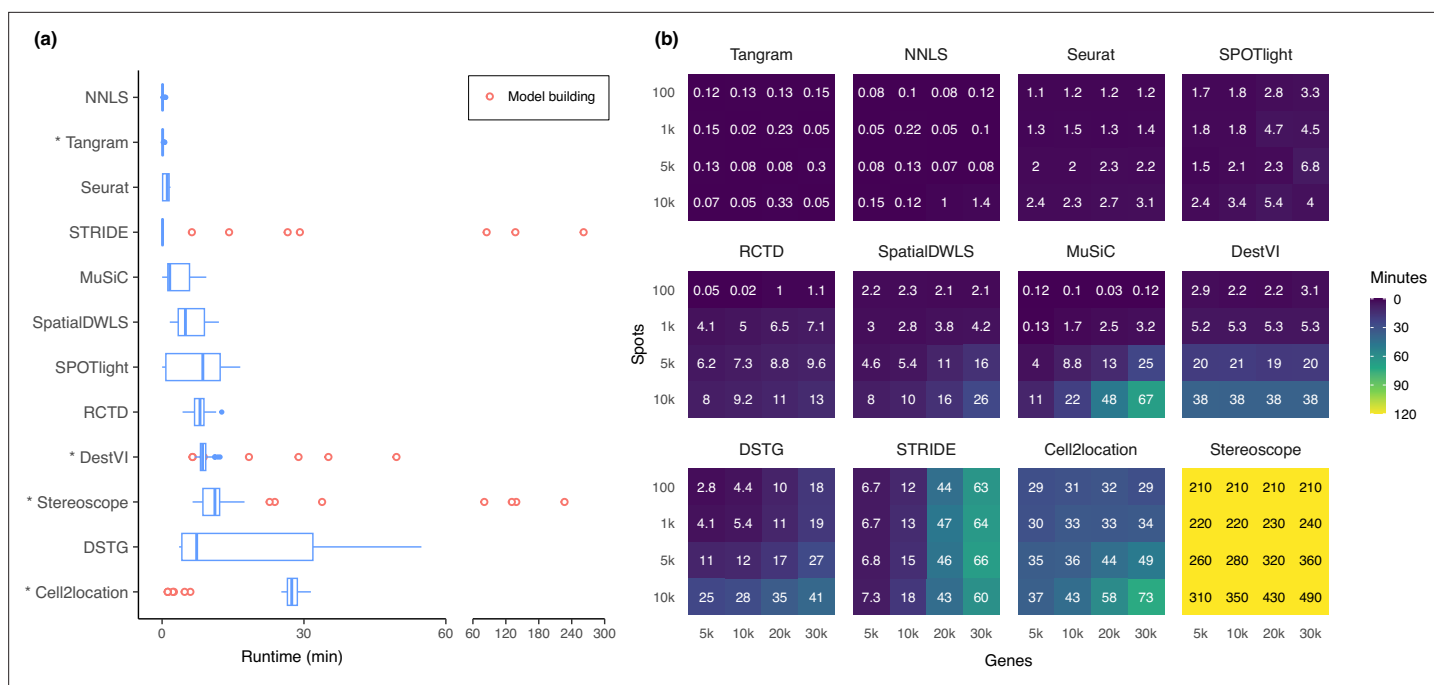 (a)
Model building
NNLS
* Tangram
Seurat
STRIDE
MuSiC
SpatialDWLS
SPOTlight
RCTD
* DestVI
* Stereoscope
DSTG
* Cell2location
0 30 60 60 120 180 240 300
Runtime (min)
(b)
Tangram NNLS Seurat SPOTlight
100 0.12 0.13 0.13 0.15 0.08 0.1 0.08 0.12 1.1 1.2 1.2 1.2 1.7 1.8 2.8 3.3
1k 0.15 0.02 0.23 0.05 0.05 0.22 0.05 0.1 1.3 1.5 1.3 1.4 1.8 1.8 4.7 4.5
5k 0.13 0.08 0.08 0.3 0.08 0.13 0.07 0.08 2 2 2.3 2.2 1.5 2.1 2.3 6.8
10k 0.07 0.05 0.33 0.05 0.15 0.12 1 1.4 2.4 2.3 2.7 3.1 2.4 3.4 5.4 4
RCTD SpatialDWLS MuSiC DestVI
100 0.05 0.02 1 1.1 2.2 2.3 2.1 2.1 0.12 0.1 0.03 0.12 2.9 2.2 2.2 3.1
1k 4.1 5 6.5 7.1 3 2.8 3.8 4.2 0.13 1.7 2.5 3.2 5.2 5.3 5.3 5.3
5k 6.2 7.3 8.8 9.6 4.6 5.4 11 16 4 8.8 13 25 20 21 19 20
10k 8 9.2 11 13 8 10 16 26 11 22 48 67 38 38 38 38
DSTG STRIDE Cell2location Stereoscope
100 2.8 4.4 10 18 6.7 12 44 63 29 31 32 29 210 210 210 210
1k 4.1 5.4 11 19 6.7 13 47 64 30 33 33 34 220 220 230 240
5k 11 12 17 27 6.8 15 46 66 35 36 44 49 260 280 320 360
10k 25 28 35 41 7.3 18 43 60 37 43 58 73 310 350 430 490
5k 10k 20k 30k 5k 10k 20k 30k 5k 10k 20k 30k 5k 10k 20k 30k
Genes
Spots
Minutes
0
30
60
90
120